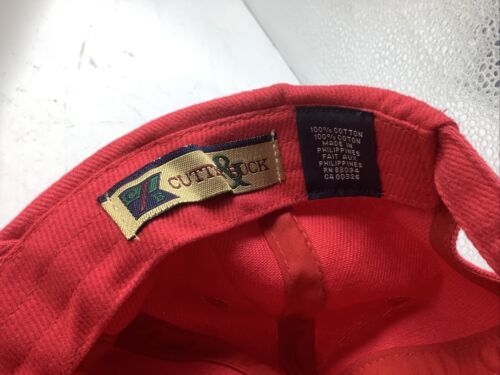 CUTTER & BUCK
100% COTTON
100% COTON
MADE IN
PHILIPPINES
FAIT AUX
PHILIPPINES
RN 83094
CA 00326